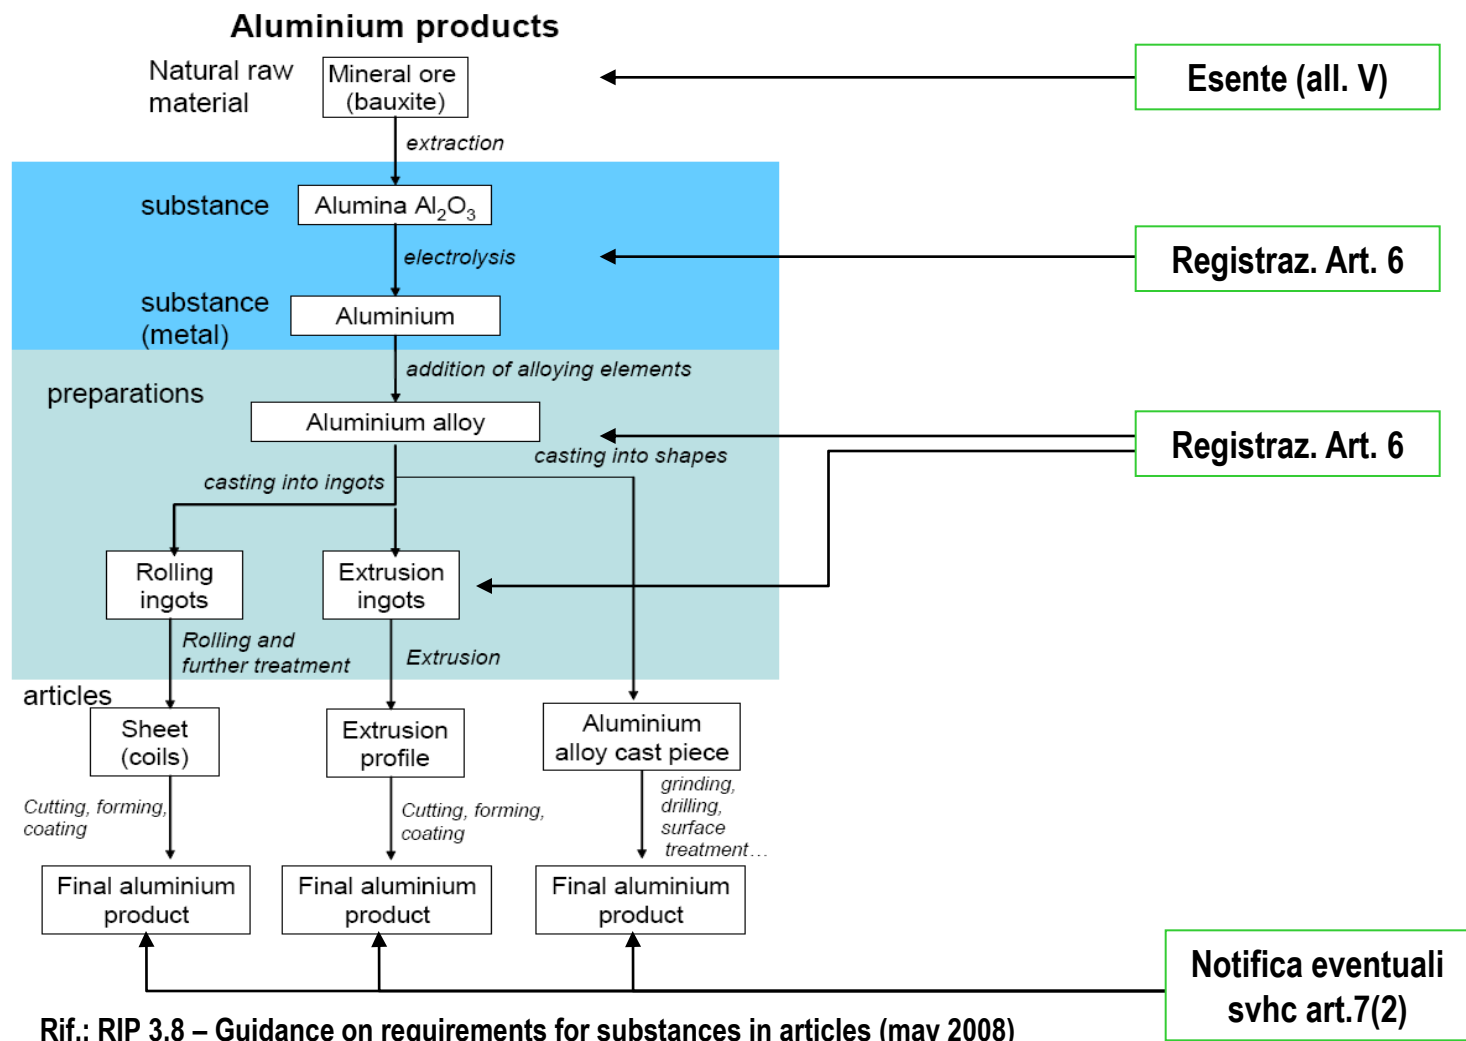 Aluminium products
Natural raw
material
Mineral ore
(bauxite)
Esente (all. V)
extraction
substance
Alumina Al₂O₃
electrolysis
Registraz. Art. 6
substance
(metal)
Aluminium
addition of alloying elements
preparations
Aluminium alloy
Registraz. Art. 6
casting into shapes
casting into ingots
Rolling
ingots
Extrusion
ingots
Rolling and
further treatment
Extrusion
articles
Sheet
(coils)
Extrusion
profile
Aluminium
alloy cast piece
Cutting, forming,
coating
Cutting, forming,
coating
grinding,
drilling,
surface
treatment...
Final aluminium
product
Final aluminium
product
Final aluminium
product
Notifica eventuali
svhc art.7(2)
Rif.: RIP 3.8 – Guidance on requirements for substances in articles (may 2008)